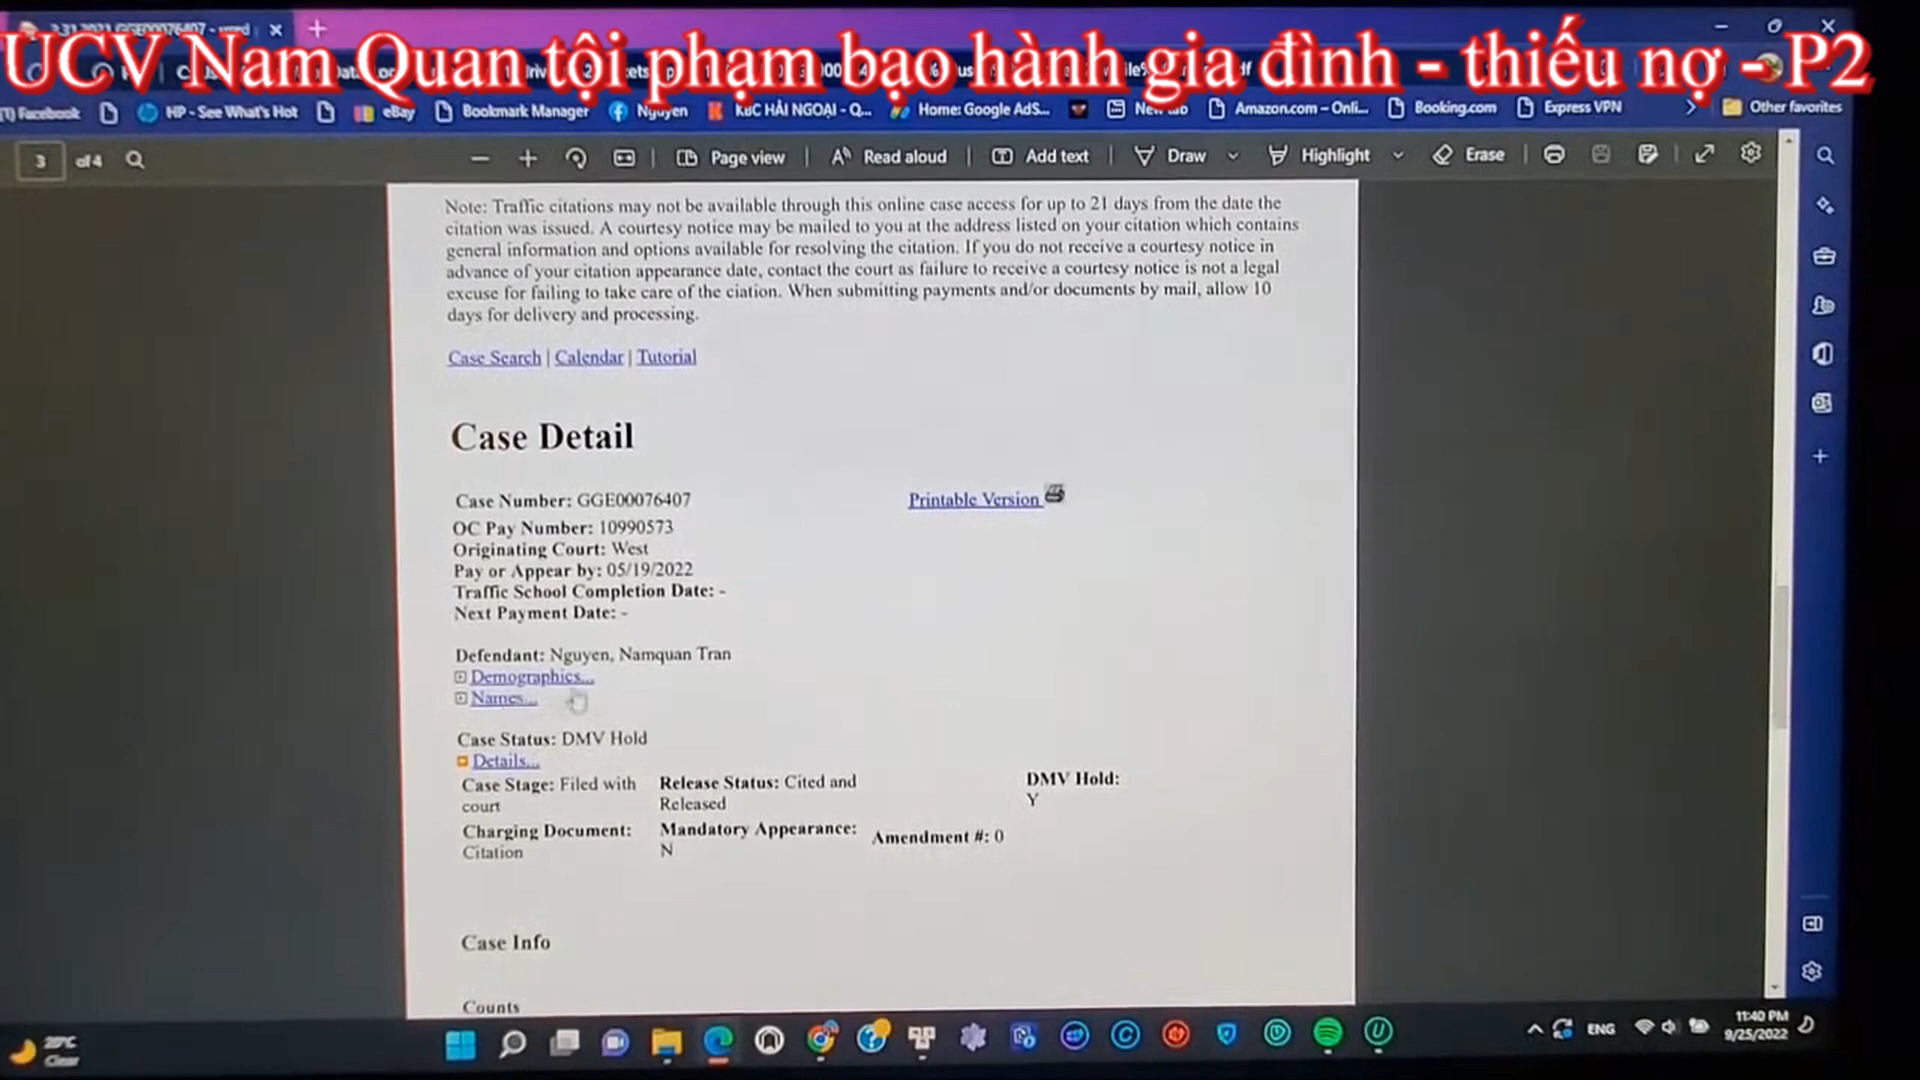 UCV Nam Quan tội phạm bạo hành gia đình - thiếu nợ - P2
Facebook
HP - See What's Hot
eBay
Bookmark Manager
Nguyen
KBC HẢI NGOẠI - Q...
Home: Google AdS...
New tab
Amazon.com – Onli...
Booking.com
Express VPN
Other favorites
3 of 4
Page view
Read aloud
Add text
Draw
Highlight
Erase
Note: Traffic citations may not be available through this online case access for up to 21 days from the date the
citation was issued. A courtesy notice may be mailed to you at the address listed on your citation which contains
general information and options available for resolving the citation. If you do not receive a courtesy notice in
advance of your citation appearance date, contact the court as failure to receive a courtesy notice is not a legal
excuse for failing to take care of the ciation. When submitting payments and/or documents by mail, allow 10
days for delivery and processing.
Case Search | Calendar | Tutorial
Case Detail
Case Number: GGE00076407
Printable Version
OC Pay Number: 10990573
Originating Court: West
Pay or Appear by: 05/19/2022
Traffic School Completion Date: -
Next Payment Date: -
Defendant: Nguyen, Namquan Tran
Demographics...
Names...
Case Status: DMV Hold
Details...
Case Stage: Filed with
court
Release Status: Cited and
Released
DMV Hold:
Y
Charging Document:
Citation
Mandatory Appearance:
N
Amendment #: 0
Case Info
Counts
Clear
ENG
11:40 PM
9/25/2022